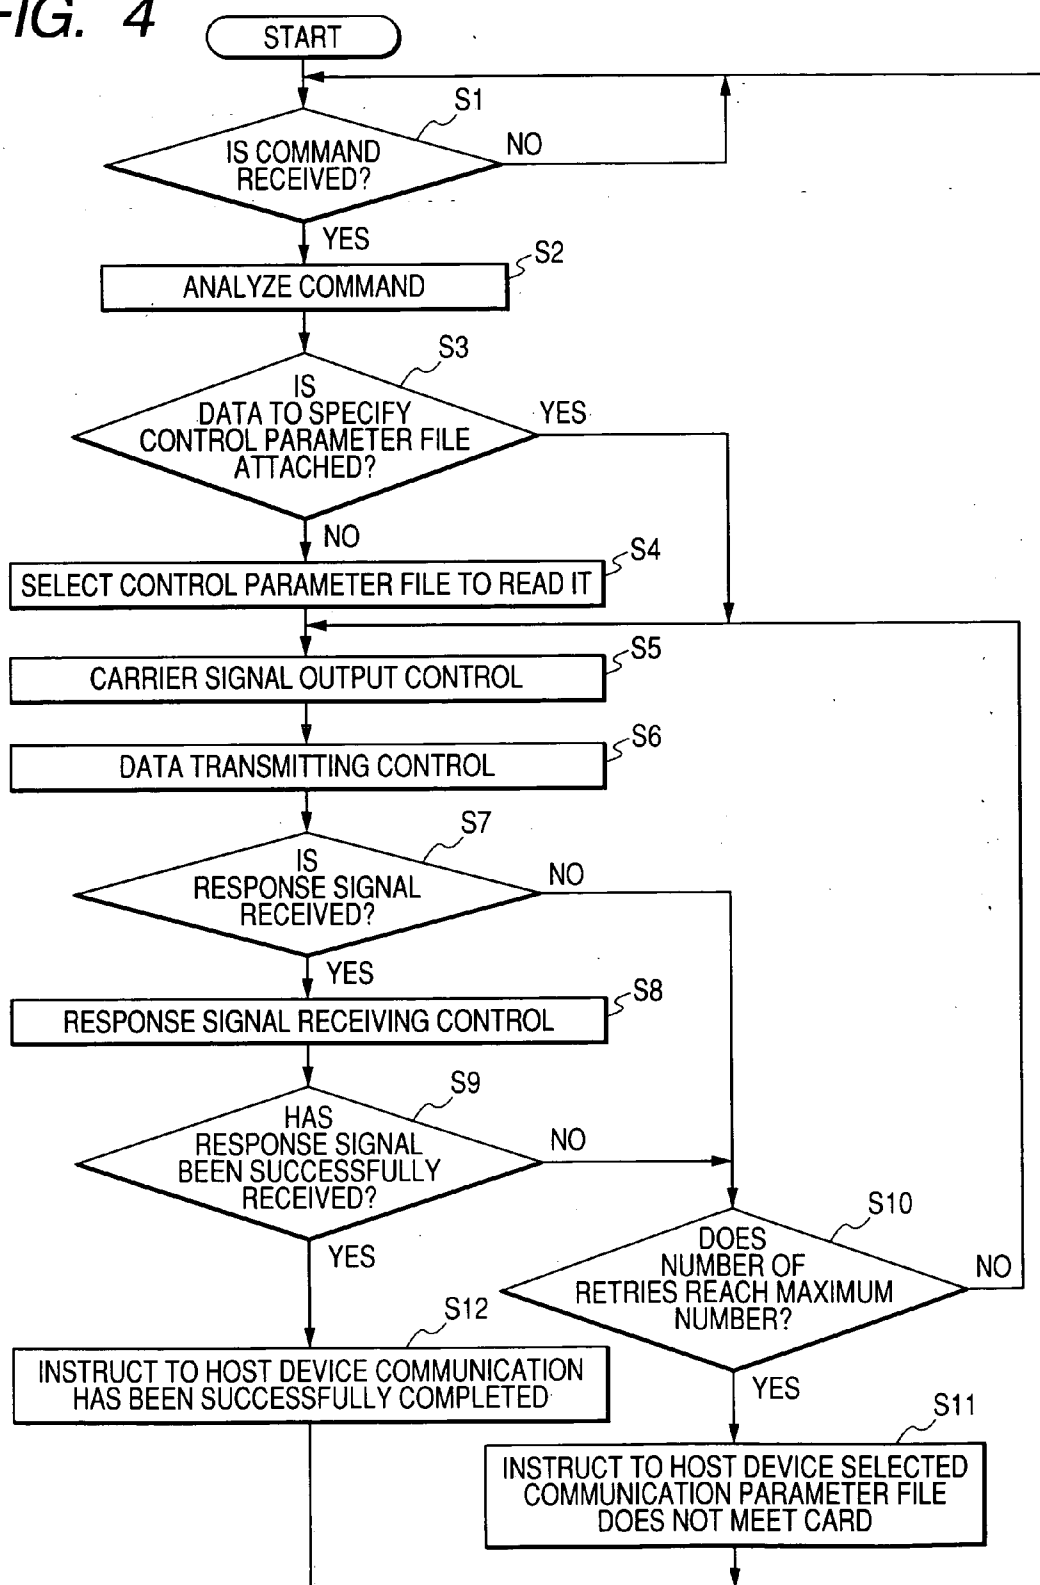 FIG. 4
START
S1
IS COMMAND
RECEIVED?
NO
YES
S2
ANALYZE COMMAND
S3
IS
DATA TO SPECIFY
CONTROL PARAMETER FILE
ATTACHED?
YES
NO
S4
SELECT CONTROL PARAMETER FILE TO READ IT
S5
CARRIER SIGNAL OUTPUT CONTROL
S6
DATA TRANSMITTING CONTROL
S7
IS
RESPONSE SIGNAL
RECEIVED?
NO
YES
S8
RESPONSE SIGNAL RECEIVING CONTROL
S9
HAS
RESPONSE SIGNAL
BEEN SUCCESSFULLY
RECEIVED?
NO
YES
S10
DOES
NUMBER OF
RETRIES REACH MAXIMUM
NUMBER?
NO
YES
S12
INSTRUCT TO HOST DEVICE COMMUNICATION
HAS BEEN SUCCESSFULLY COMPLETED
S11
INSTRUCT TO HOST DEVICE SELECTED
COMMUNICATION PARAMETER FILE
DOES NOT MEET CARD